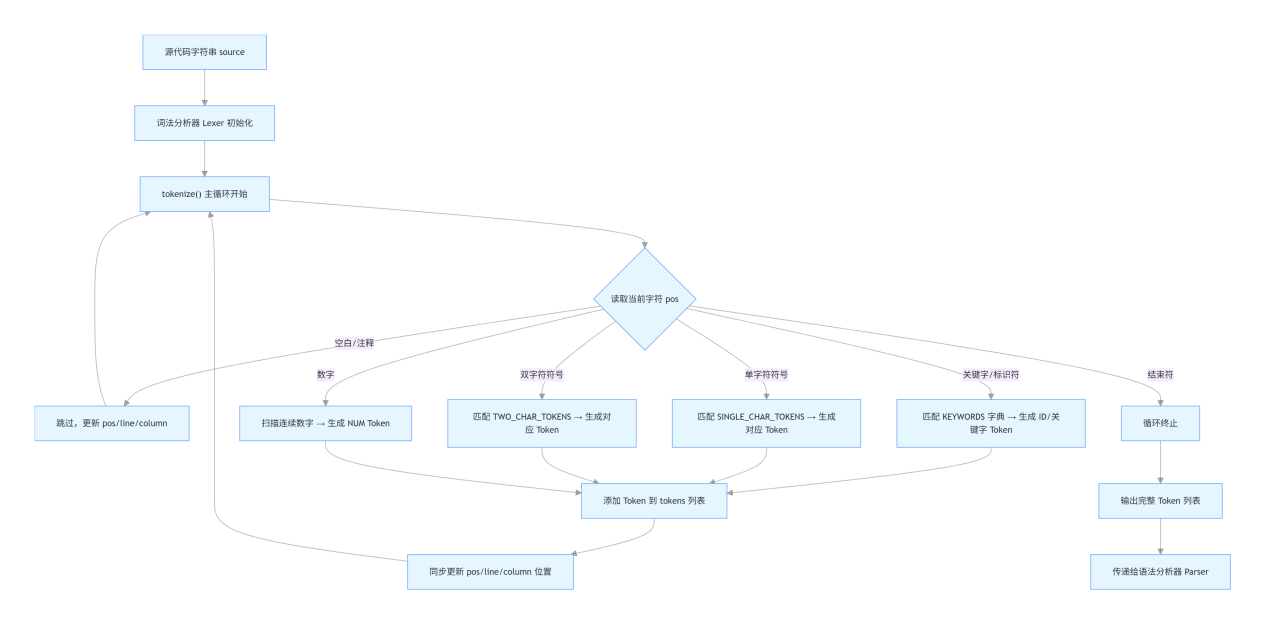 源代码字符串 source
词法分析器 Lexer 初始化
tokenize() 主循环开始
读取当前字符 pos
空白/注释
数字
双字符符号
单字符符号
关键字/标识符
结束符
跳过，更新 pos/line/column
扫描连续数字 → 生成 NUM Token
匹配 TWO_CHAR_TOKENS → 生成对
应 Token
匹配 SINGLE_CHAR_TOKENS → 生成
对应 Token
匹配 KEYWORDS 字典 → 生成 ID/关
键字 Token
循环终止
添加 Token 到 tokens 列表
输出完整 Token 列表
同步更新 pos/line/column 位置
传递给语法分析器 Parser